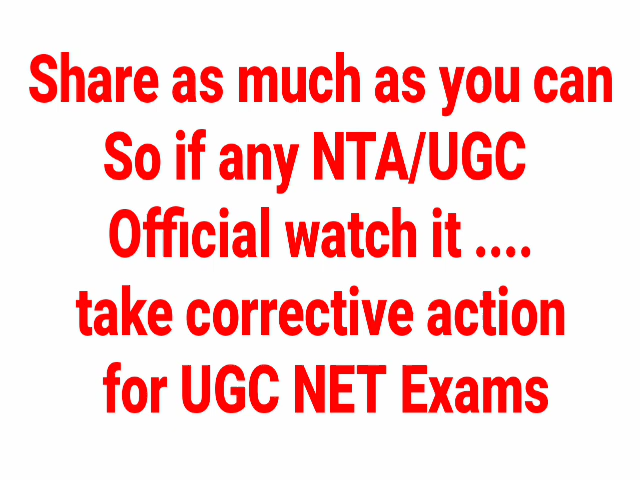 Share as much as you can
So if any NTA/UGC
Official watch it ....
take corrective action
for UGC NET Exams